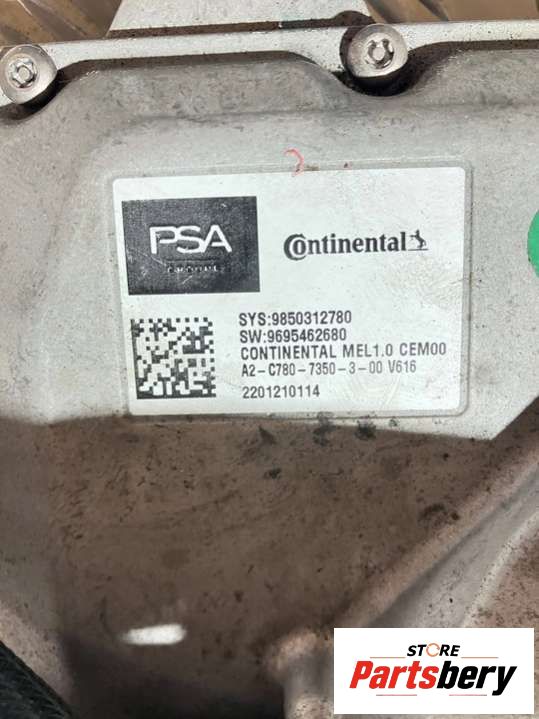 PSA
GROUPE
Continental
SYS:9850312780
SW:9695462680
CONTINENTAL MEL1.0 CEM00
A2-C780-7350-3-00 V616
2201210114
STORE
Partsbery